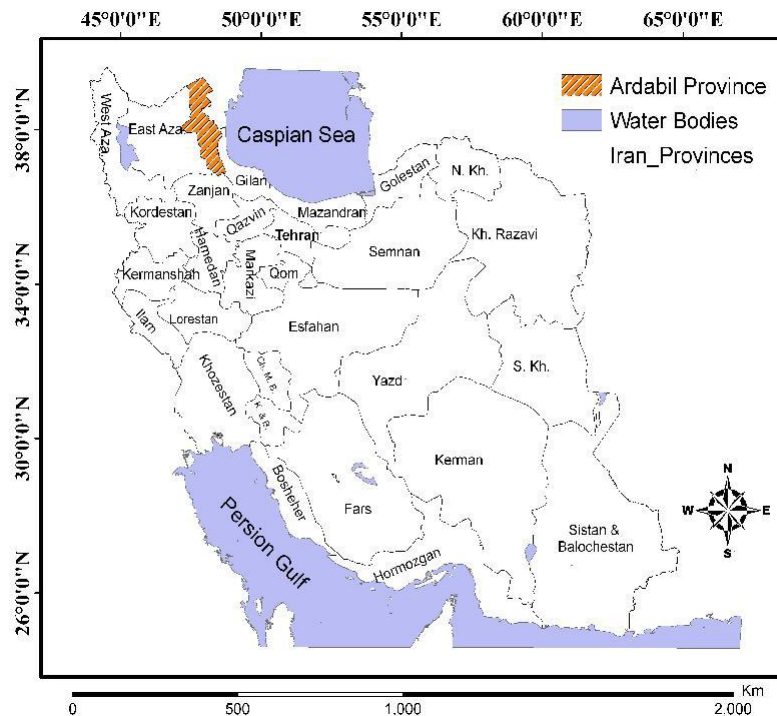 45°0'0"E 50°0'0"E 55°0'0"E 60°0'0"E 65°0'0"E
38°0'0"N
34°0'0"N
30°0'0"N
26°0'0"N
Ardabil Province
Water Bodies
Iran_Provinces
West Aza.
East Aza.
Caspian Sea
Gilan
Zanjan
Golestan
N. Kh.
Kordestan
Qazvin
Mazandran
Tehran
Hamedan
Semnan
Kh. Razavi
Kermanshah
Markazi
Qom
Ilam
Lorestan
Esfahan
Khozestan
Ch. M. B.
Yazd
S. Kh.
K. & B.
Kerman
Bosheher
Fars
Persion Gulf
Sistan &
Balochestan
Hormozgan
N
W E
S
Km
0 500 1.000 2.000